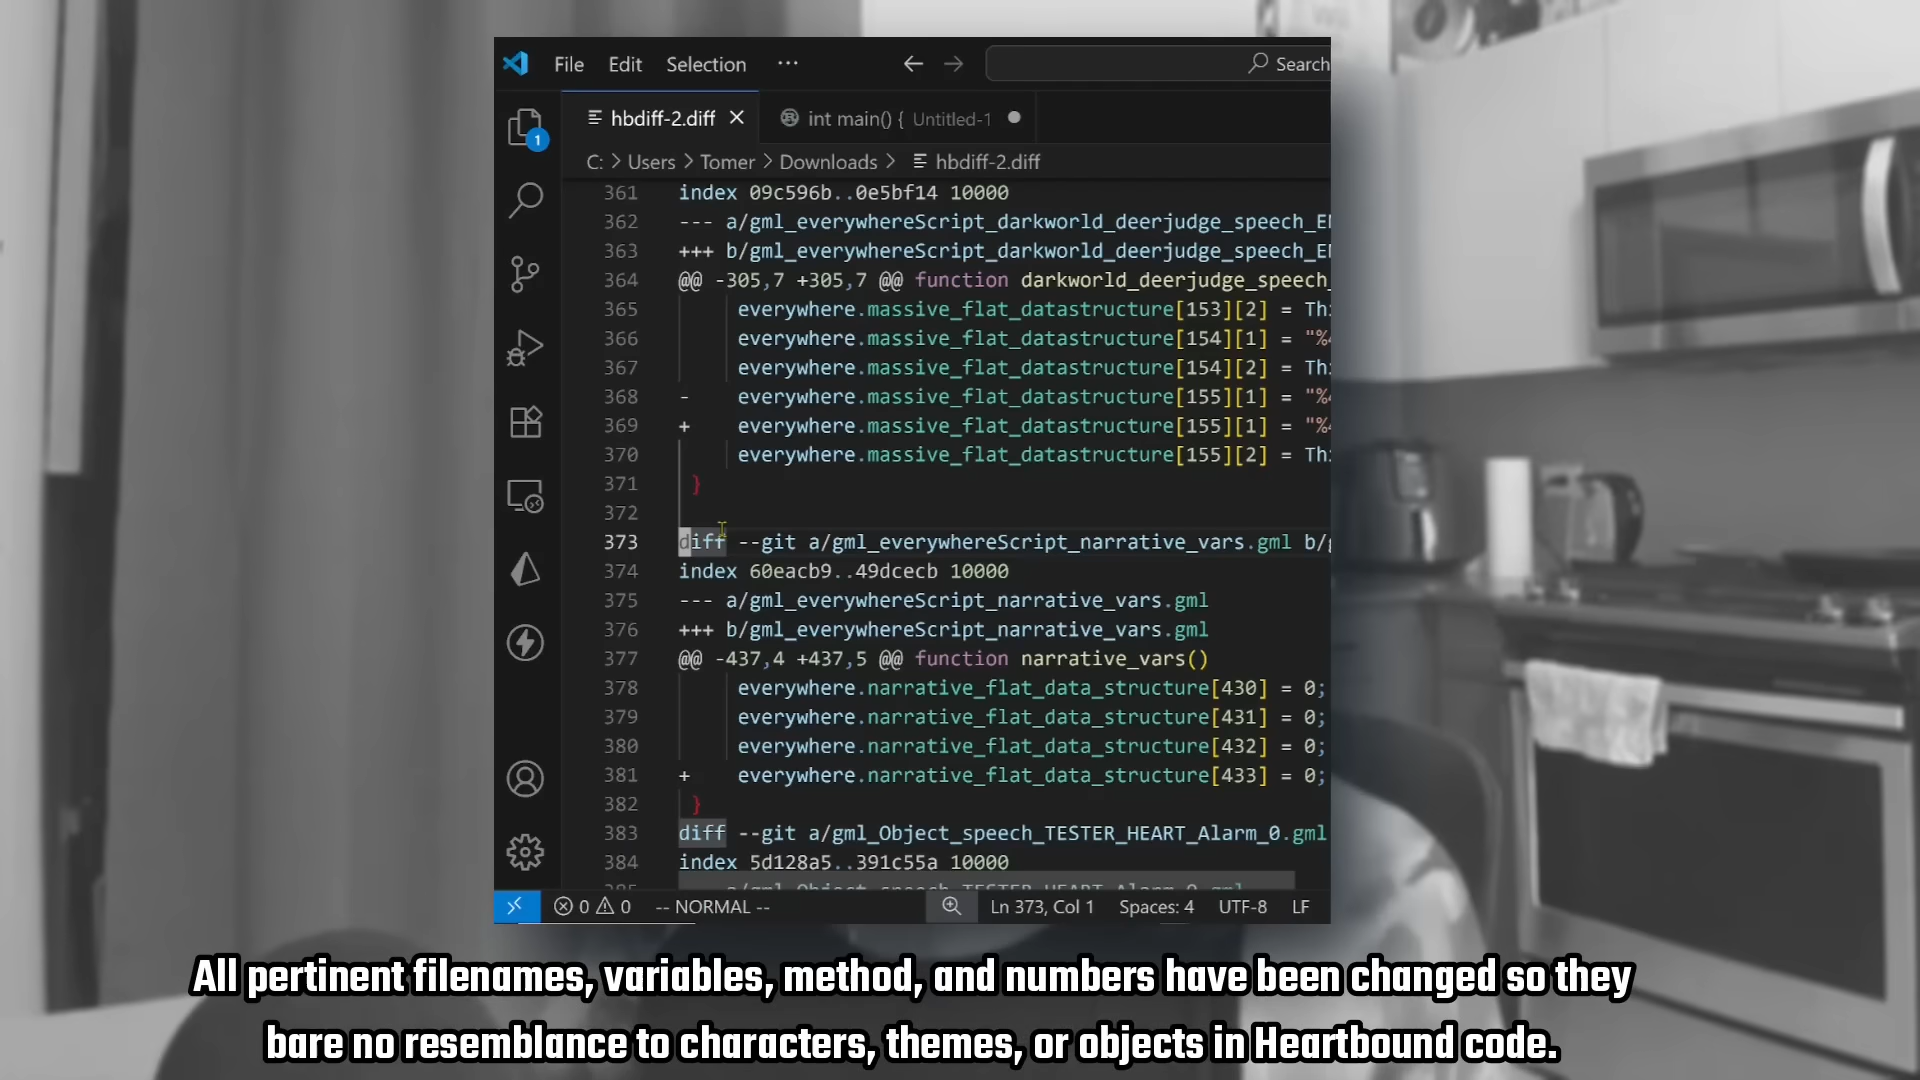 File Edit Selection ··· Search
hbdiff-2.diff int main() { Untitled-1
1
C: > Users > Tomer > Downloads > hbdiff-2.diff
361 index 09c596b..0e5bf14 10000
362 --- a/gml_everywhereScript_darkworld_deerjudge_speech_E
363 +++ b/gml_everywhereScript_darkworld_deerjudge_speech_E
364 @@ -305,7 +305,7 @@ function darkworld_deerjudge_speech_
365 everywhere.massive_flat_datastructure[153][2] = Th
366 everywhere.massive_flat_datastructure[154][1] = "%
367 everywhere.massive_flat_datastructure[154][2] = Th
368 - everywhere.massive_flat_datastructure[155][1] = "%
369 + everywhere.massive_flat_datastructure[155][1] = "%
370 everywhere.massive_flat_datastructure[155][2] = Th
371 }
372
373 diff --git a/gml_everywhereScript_narrative_vars.gml b/
374 index 60eacb9..49dcecb 10000
375 --- a/gml_everywhereScript_narrative_vars.gml
376 +++ b/gml_everywhereScript_narrative_vars.gml
377 @@ -437,4 +437,5 @@ function narrative_vars()
378 everywhere.narrative_flat_data_structure[430] = 0;
379 everywhere.narrative_flat_data_structure[431] = 0;
380 everywhere.narrative_flat_data_structure[432] = 0;
381 + everywhere.narrative_flat_data_structure[433] = 0;
382 }
383 diff --git a/gml_Object_speech_TESTER_HEART_Alarm_0.gml
384 index 5d128a5..391c55a 10000
0 0 -- NORMAL -- Ln 373, Col 1 Spaces: 4 UTF-8 LF
All pertinent filenames, variables, method, and numbers have been changed so they
bare no resemblance to characters, themes, or objects in Heartbound code.